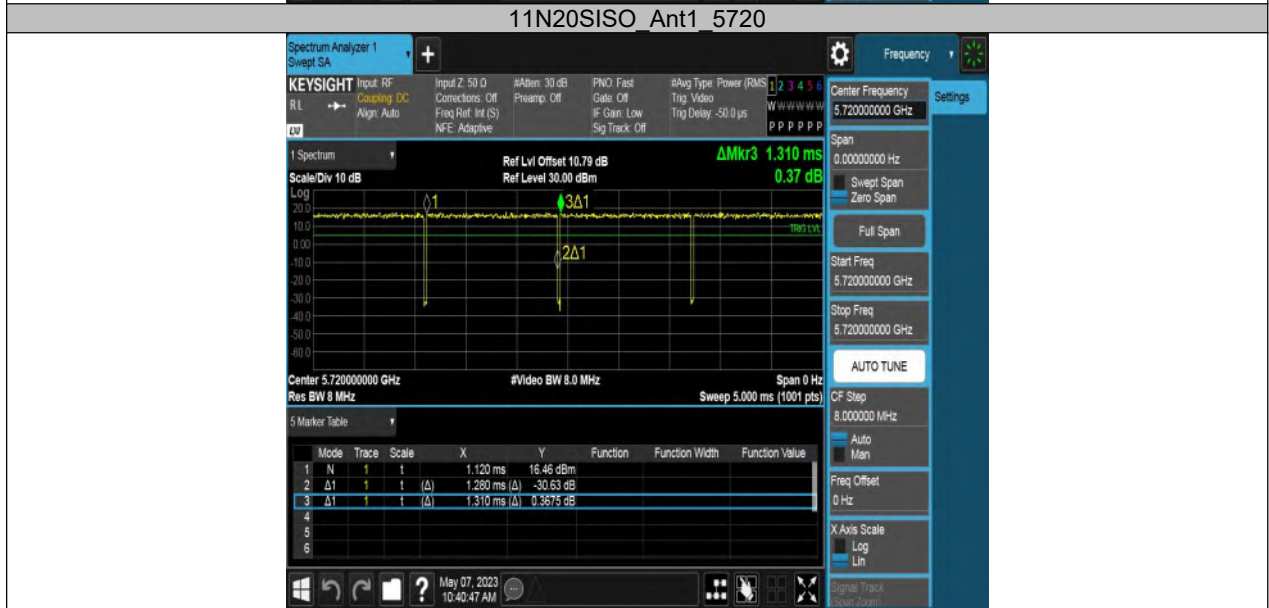 11N20SISO_Ant1_5720
Spectrum Analyzer 1
Swept SA
Frequency
KEYSIGHT Input: RF
Coupling: DC
Align: Auto
RL
LXI
Input Z: 50 Ω
Corrections: Off
Freq Ref: Int (S)
NFE: Adaptive
#Atten: 30 dB
Preamp: Off
PNO: Fast
Gate: Off
IF Gain: Low
Sig Track: Off
#Avg Type: Power (RMS
Trig: Video
Trig Delay: -50.0 µs
1 2 3 4 5 6
W W W W W W
P P P P P P
Center Frequency
5.720000000 GHz
Settings
Span
0.00000000 Hz
Swept Span
Zero Span
Full Span
Start Freq
5.720000000 GHz
Stop Freq
5.720000000 GHz
AUTO TUNE
CF Step
8.000000 MHz
Auto
Man
Freq Offset
0 Hz
X Axis Scale
Log
Lin
Signal Track
(Span Zoom)
1 Spectrum
Scale/Div 10 dB
Ref Lvl Offset 10.79 dB
Ref Level 30.00 dBm
ΔMkr3 1.310 ms
0.37 dB
Log
20.0
10.0
0.00
-10.0
-20.0
-30.0
-40.0
-50.0
-60.0
1
3Δ1
2Δ1
TRIG LVL
Center 5.720000000 GHz
#Video BW 8.0 MHz
Span 0 Hz
Res BW 8 MHz
Sweep 5.000 ms (1001 pts)
5 Marker Table
Mode Trace Scale X Y Function Function Width Function Value
1 N 1 t 1.120 ms 16.46 dBm
2 Δ1 1 t (Δ) 1.280 ms (Δ) -30.63 dB
3 Δ1 1 t (Δ) 1.310 ms (Δ) 0.3675 dB
4
5
6
?
May 07, 2023
10:40:47 AM